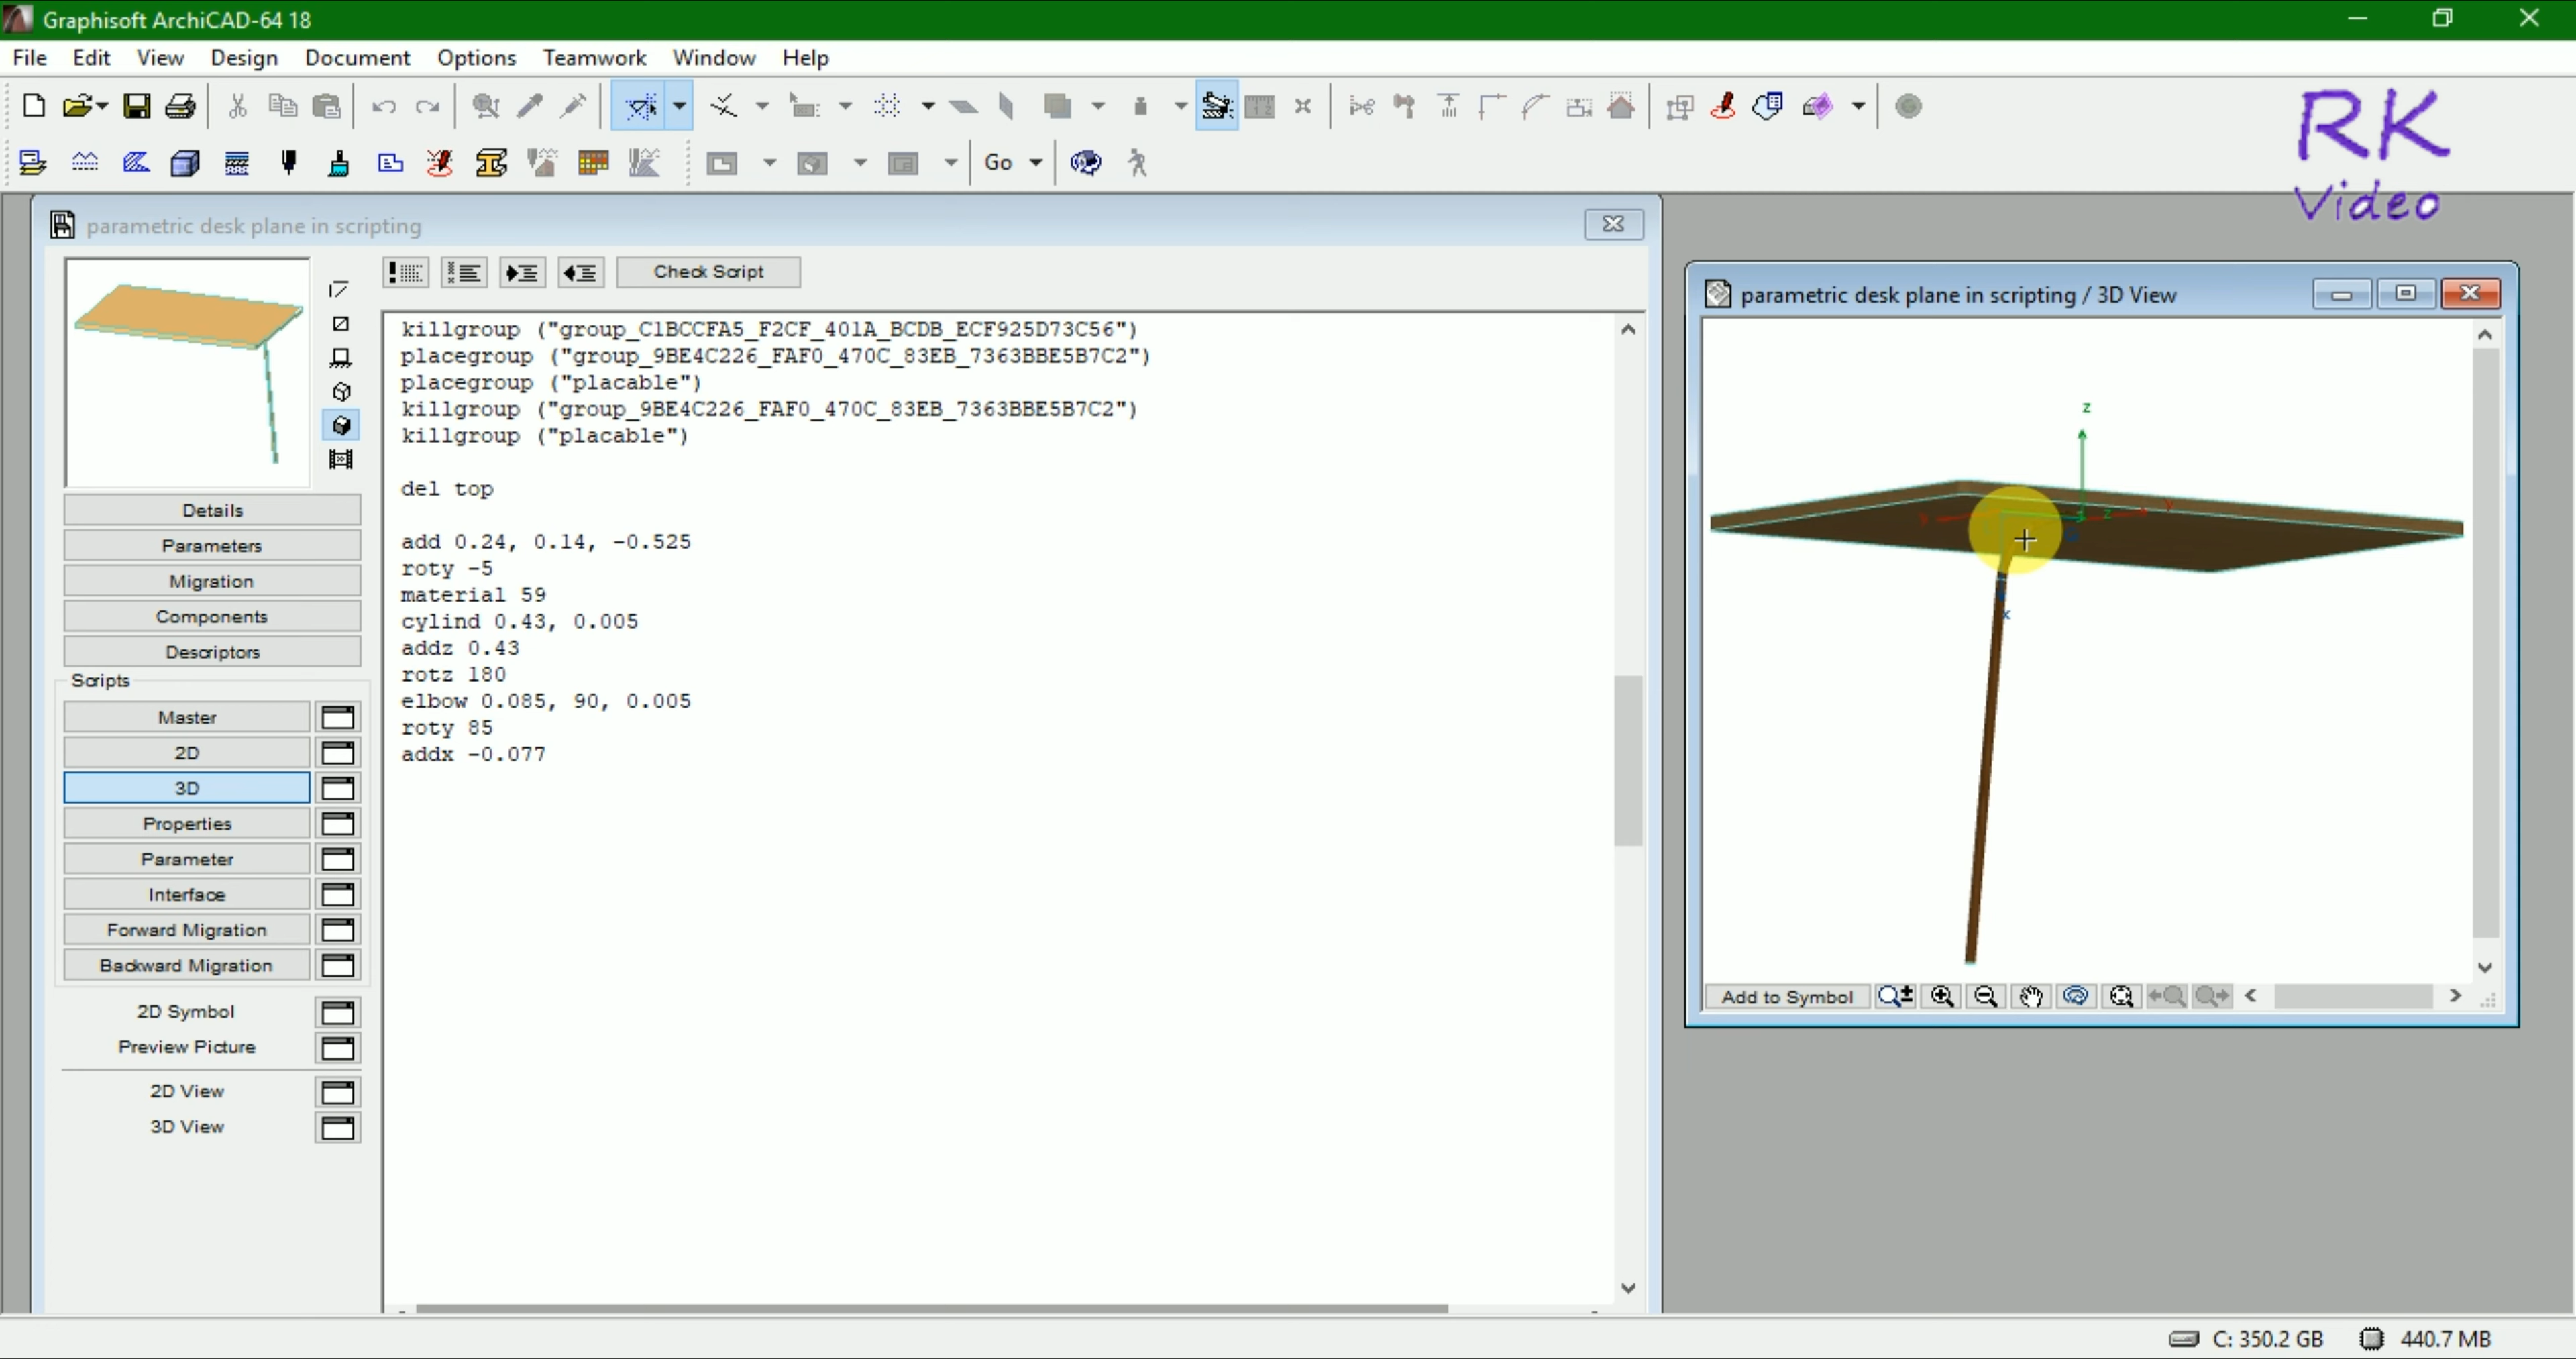 Graphisoft ArchiCAD-64 18
File Edit View Design Document Options Teamwork Window Help
Go
RK
Video
parametric desk plane in scripting
Check Script
killgroup ("group_C1BCCFA5_F2CF_401A_BCDB_ECF925D73C56")
placegroup ("group_9BE4C226_FAF0_470C_83EB_7363BBE5B7C2")
placegroup ("placable")
killgroup ("group_9BE4C226_FAF0_470C_83EB_7363BBE5B7C2")
killgroup ("placable")
del top
add 0.24, 0.14, -0.525
roty -5
material 59
cylind 0.43, 0.005
addz 0.43
rotz 180
elbow 0.085, 90, 0.005
roty 85
addx -0.077
Details
Parameters
Migration
Components
Descriptors
Scripts
Master
2D
3D
Properties
Parameter
Interface
Forward Migration
Backward Migration
2D Symbol
Preview Picture
2D View
3D View
parametric desk plane in scripting / 3D View
z
y
z
x
Add to Symbol
C: 350.2 GB
440.7 MB